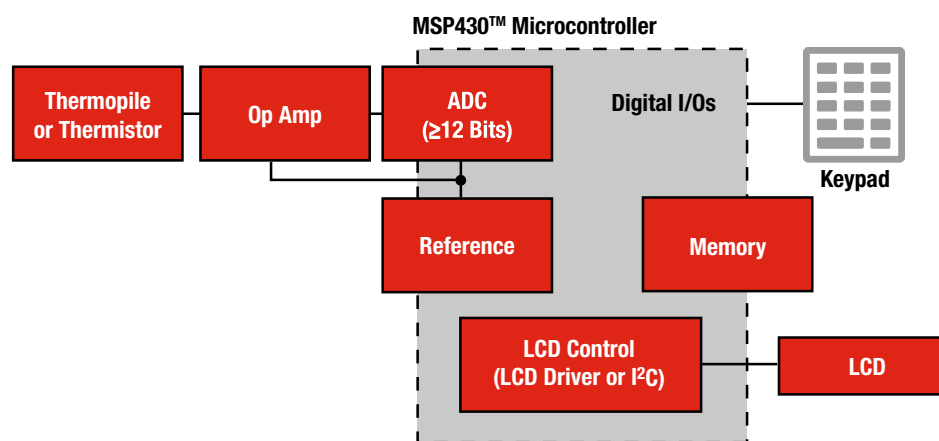 MSP430™ Microcontroller
Thermopile
or Thermistor
Op Amp
ADC
(≥12 Bits)
Digital I/Os
Keypad
Reference
Memory
LCD Control
(LCD Driver or I²C)
LCD